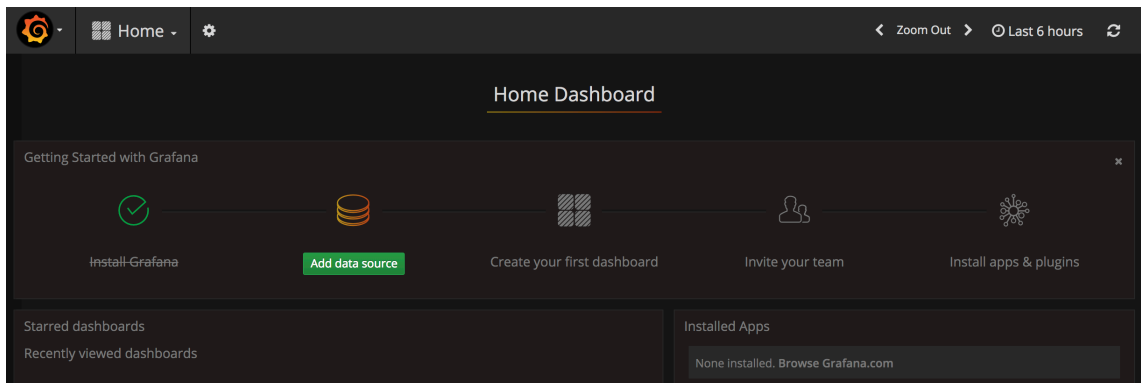 Home
Zoom Out
Last 6 hours
Home Dashboard
Getting Started with Grafana
Install Grafana
Add data source
Create your first dashboard
Invite your team
Install apps & plugins
Starred dashboards
Recently viewed dashboards
Installed Apps
None installed. Browse Grafana.com